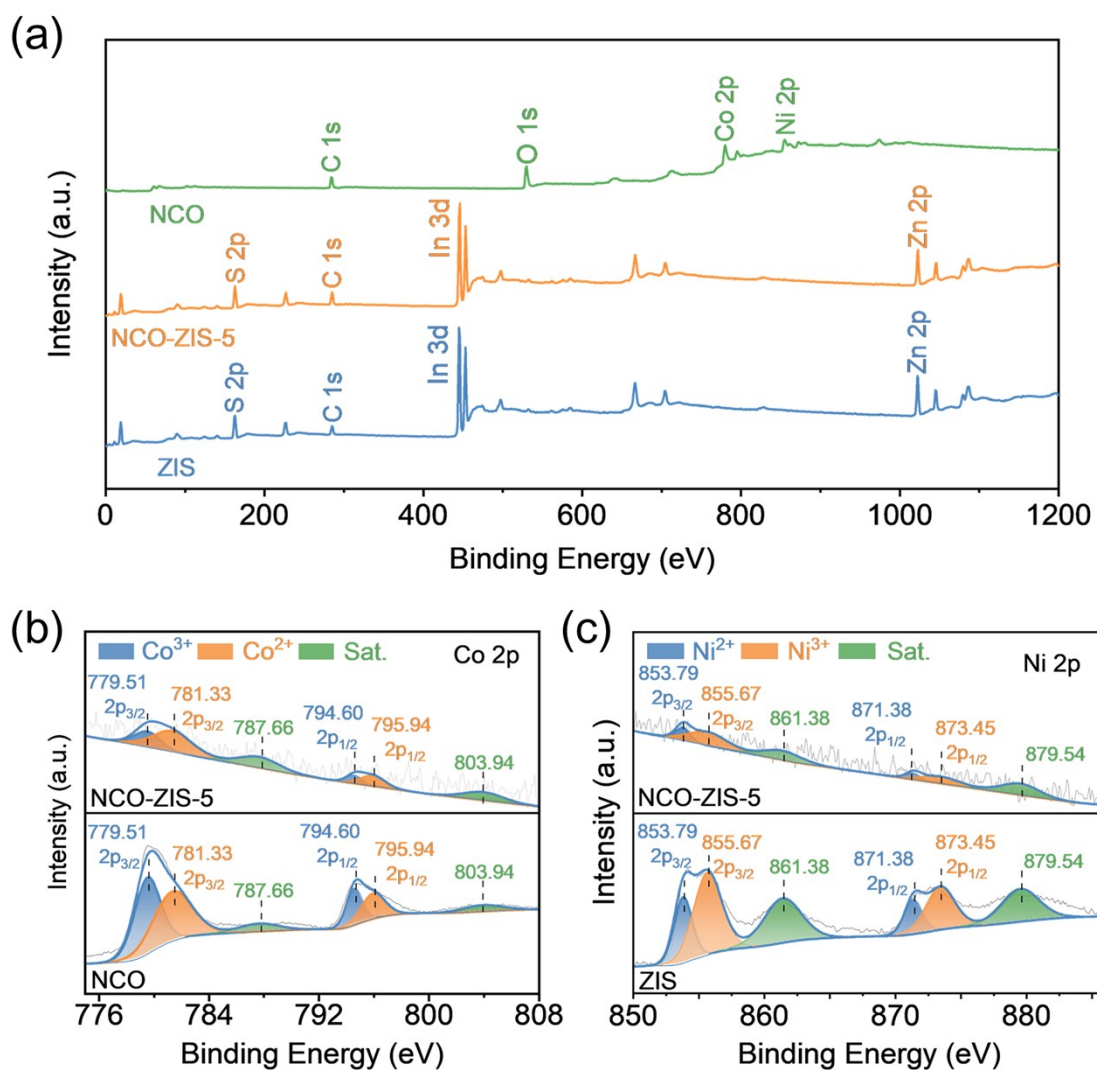 (a)
Intensity (a.u.)
C 1s
O 1s
Co 2p
Ni 2p
NCO
S 2p
C 1s
In 3d
Zn 2p
NCO-ZIS-5
S 2p
C 1s
In 3d
Zn 2p
ZIS
0 200 400 600 800 1000 1200
Binding Energy (eV)
(b)
Intensity (a.u.)
Co³⁺ Co²⁺ Sat. Co 2p
779.51
2p₃/₂
781.33
2p₃/₂
787.66
794.60
2p₁/₂
795.94
2p₁/₂
803.94
NCO-ZIS-5
779.51
2p₃/₂
781.33
2p₃/₂
787.66
794.60
2p₁/₂
795.94
2p₁/₂
803.94
NCO
776 784 792 800 808
Binding Energy (eV)
(c)
Intensity (a.u.)
Ni²⁺ Ni³⁺ Sat. Ni 2p
853.79
2p₃/₂
855.67
2p₃/₂
861.38
871.38
2p₁/₂
873.45
2p₁/₂
879.54
NCO-ZIS-5
853.79
2p₃/₂
855.67
2p₃/₂
861.38
871.38
2p₁/₂
873.45
2p₁/₂
879.54
ZIS
850 860 870 880
Binding Energy (eV)